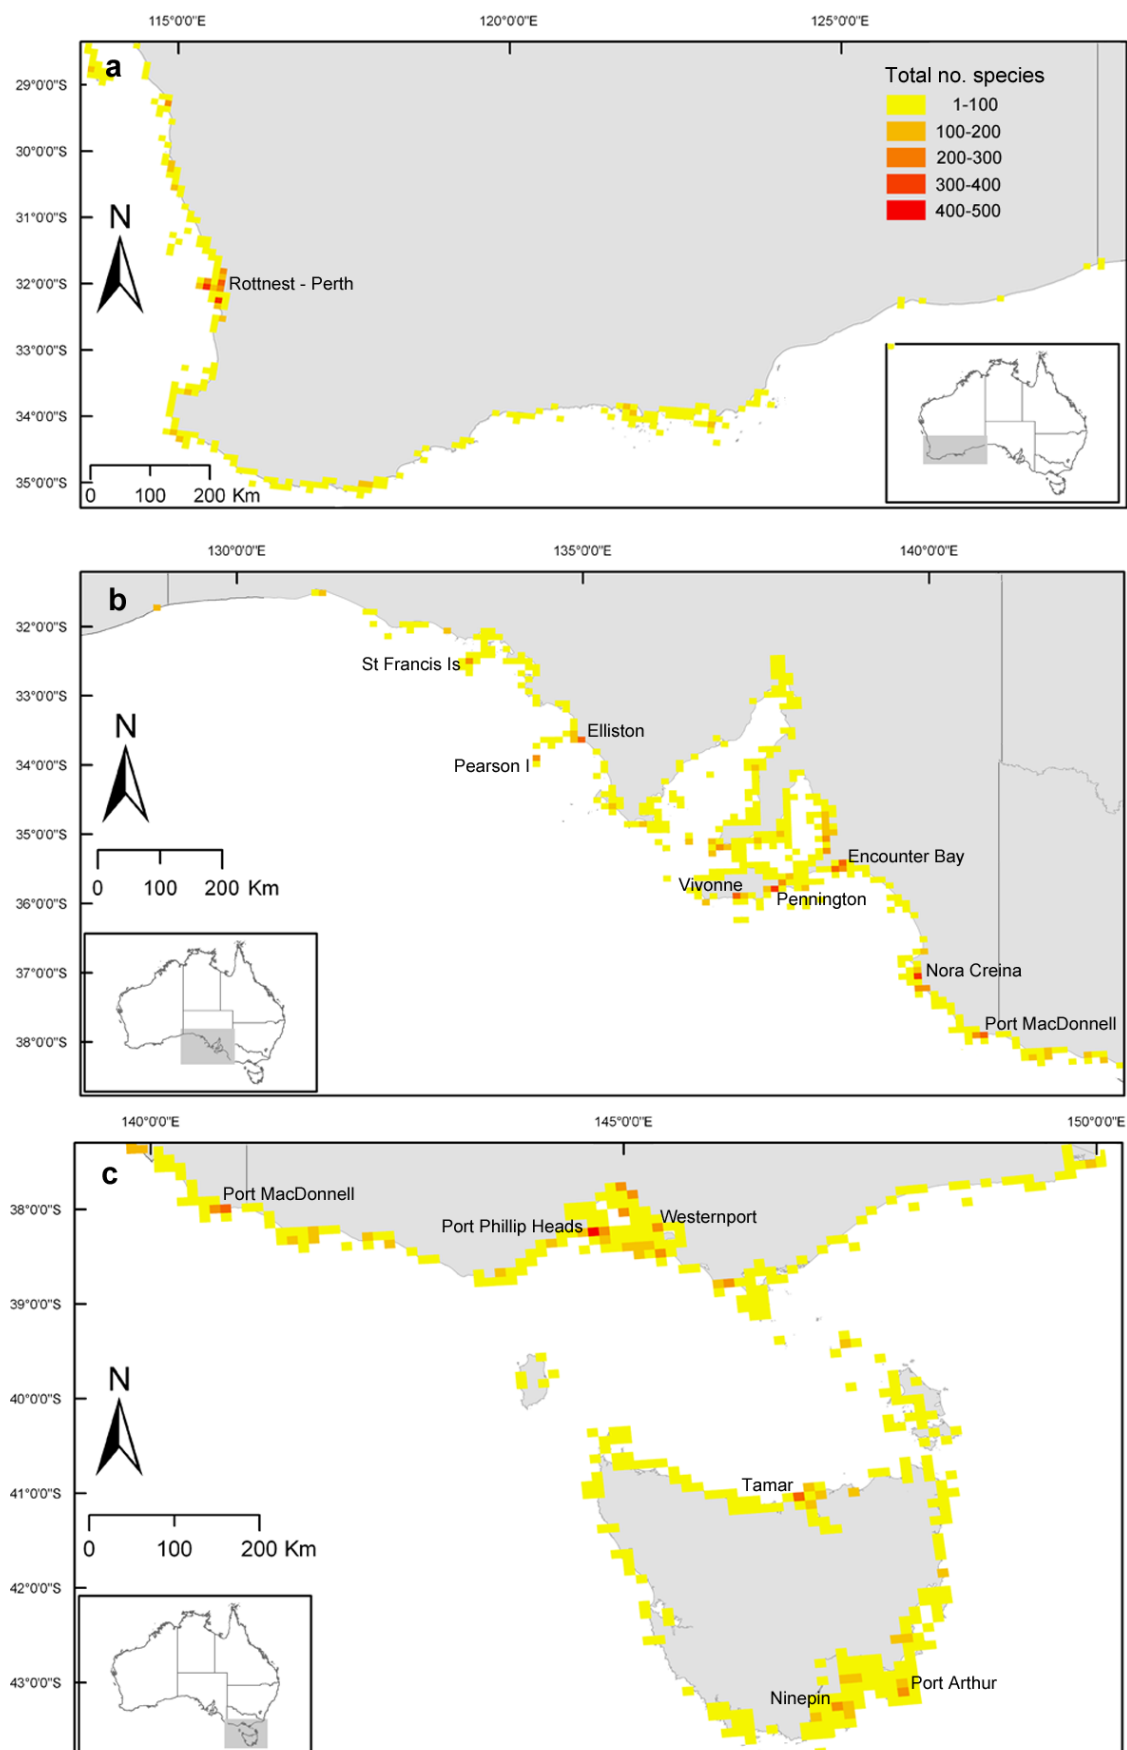 115°0'0"E 120°0'0"E 125°0'0"E
a
Total no. species
1-100
100-200
200-300
300-400
400-500
29°0'0"S
30°0'0"S
31°0'0"S
32°0'0"S
33°0'0"S
34°0'0"S
35°0'0"S
N
Rottnest - Perth
0 100 200 Km
130°0'0"E 135°0'0"E 140°0'0"E
b
32°0'0"S
33°0'0"S
34°0'0"S
35°0'0"S
36°0'0"S
37°0'0"S
38°0'0"S
St Francis Is
N
Elliston
Pearson I
0 100 200 Km
Encounter Bay
Vivonne
Pennington
Nora Creina
Port MacDonnell
140°0'0"E 145°0'0"E 150°0'0"E
c
38°0'0"S
39°0'0"S
40°0'0"S
41°0'0"S
42°0'0"S
43°0'0"S
Port MacDonnell
Port Phillip Heads
Westernport
N
Tamar
0 100 200 Km
Port Arthur
Ninepin